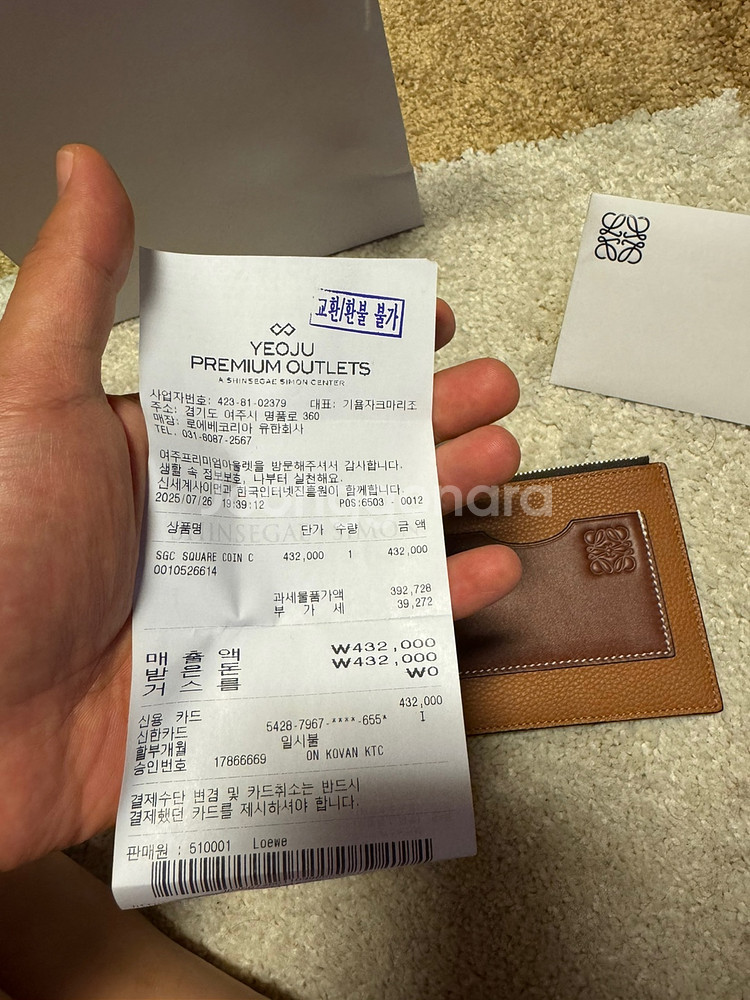 교환/환불 불가
YEOJU
PREMIUM OUTLETS
A SHINSEGAE SIMON CENTER
사업자번호: 423-81-02379 대표: 기욤자크마리조
주소: 경기도 여주시 명품로 360
매장: 로에베코리아 유한회사
TEL. 031-8087-2567
여주프리미엄아울렛을 방문해주셔서 감사합니다.
생활 속 정보보호, 나부터 실천해요.
신세계사이먼과 한국인터넷진흥원이 함께합니다.
2025/07/26 19:39:12 POS:6503 - 0012
상품명 단가 수량 금 액
SGC SQUARE COIN C 432,000 1 432,000
0010526614
과세물품가액 392,728
부 가 세 39,272
매 출 액 ₩432,000
받 은 돈 ₩432,000
거 스 름 ₩0
신용 카드 432,000
신한카드 5428-7967-****-655* I
할부개월 일시불
승인번호 17866669 ON KOVAN KTC
결제수단 변경 및 카드취소는 반드시
결제했던 카드를 제시하셔야 합니다.
판매원 : 510001 Loewe